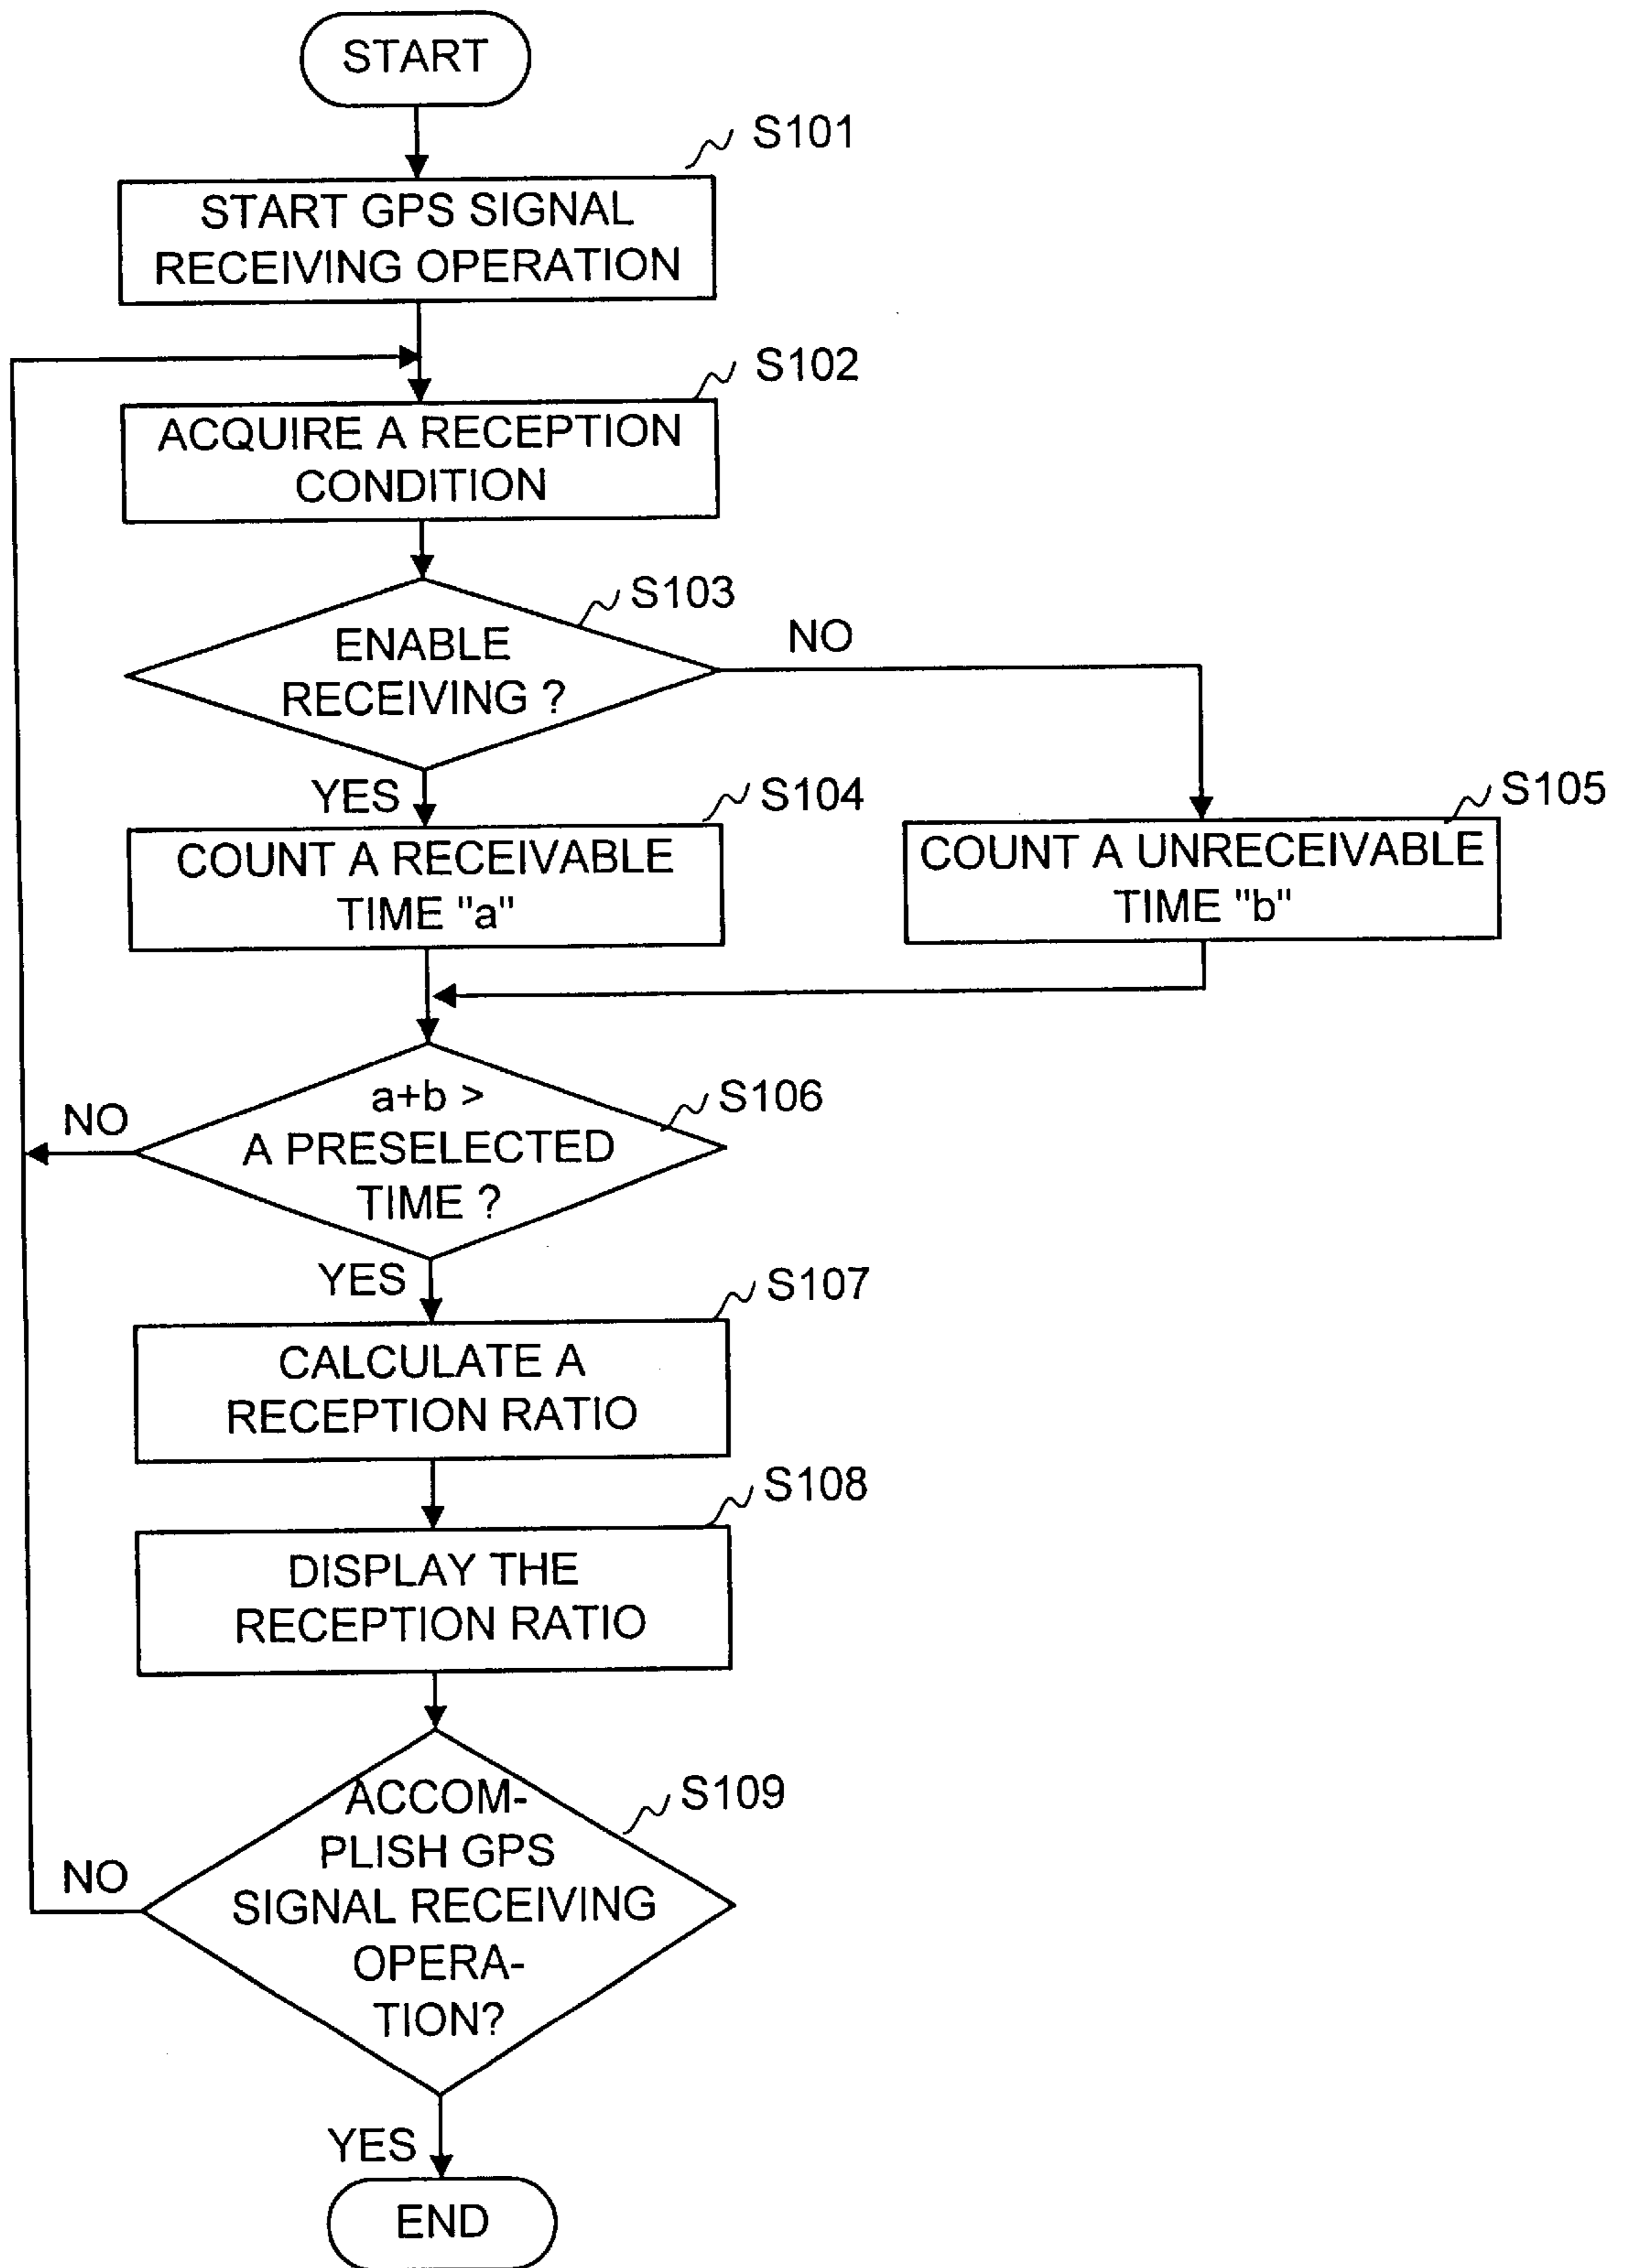 START
S101
START GPS SIGNAL
RECEIVING OPERATION
S102
ACQUIRE A RECEPTION
CONDITION
S103
ENABLE
RECEIVING ?
NO
YES
S104
COUNT A RECEIVABLE
TIME "a"
S105
COUNT A UNRECEIVABLE
TIME "b"
S106
a+b >
A PRESELECTED
TIME ?
NO
YES
S107
CALCULATE A
RECEPTION RATIO
S108
DISPLAY THE
RECEPTION RATIO
S109
ACCOM-
PLISH GPS
SIGNAL RECEIVING
OPERA-
TION?
NO
YES
END